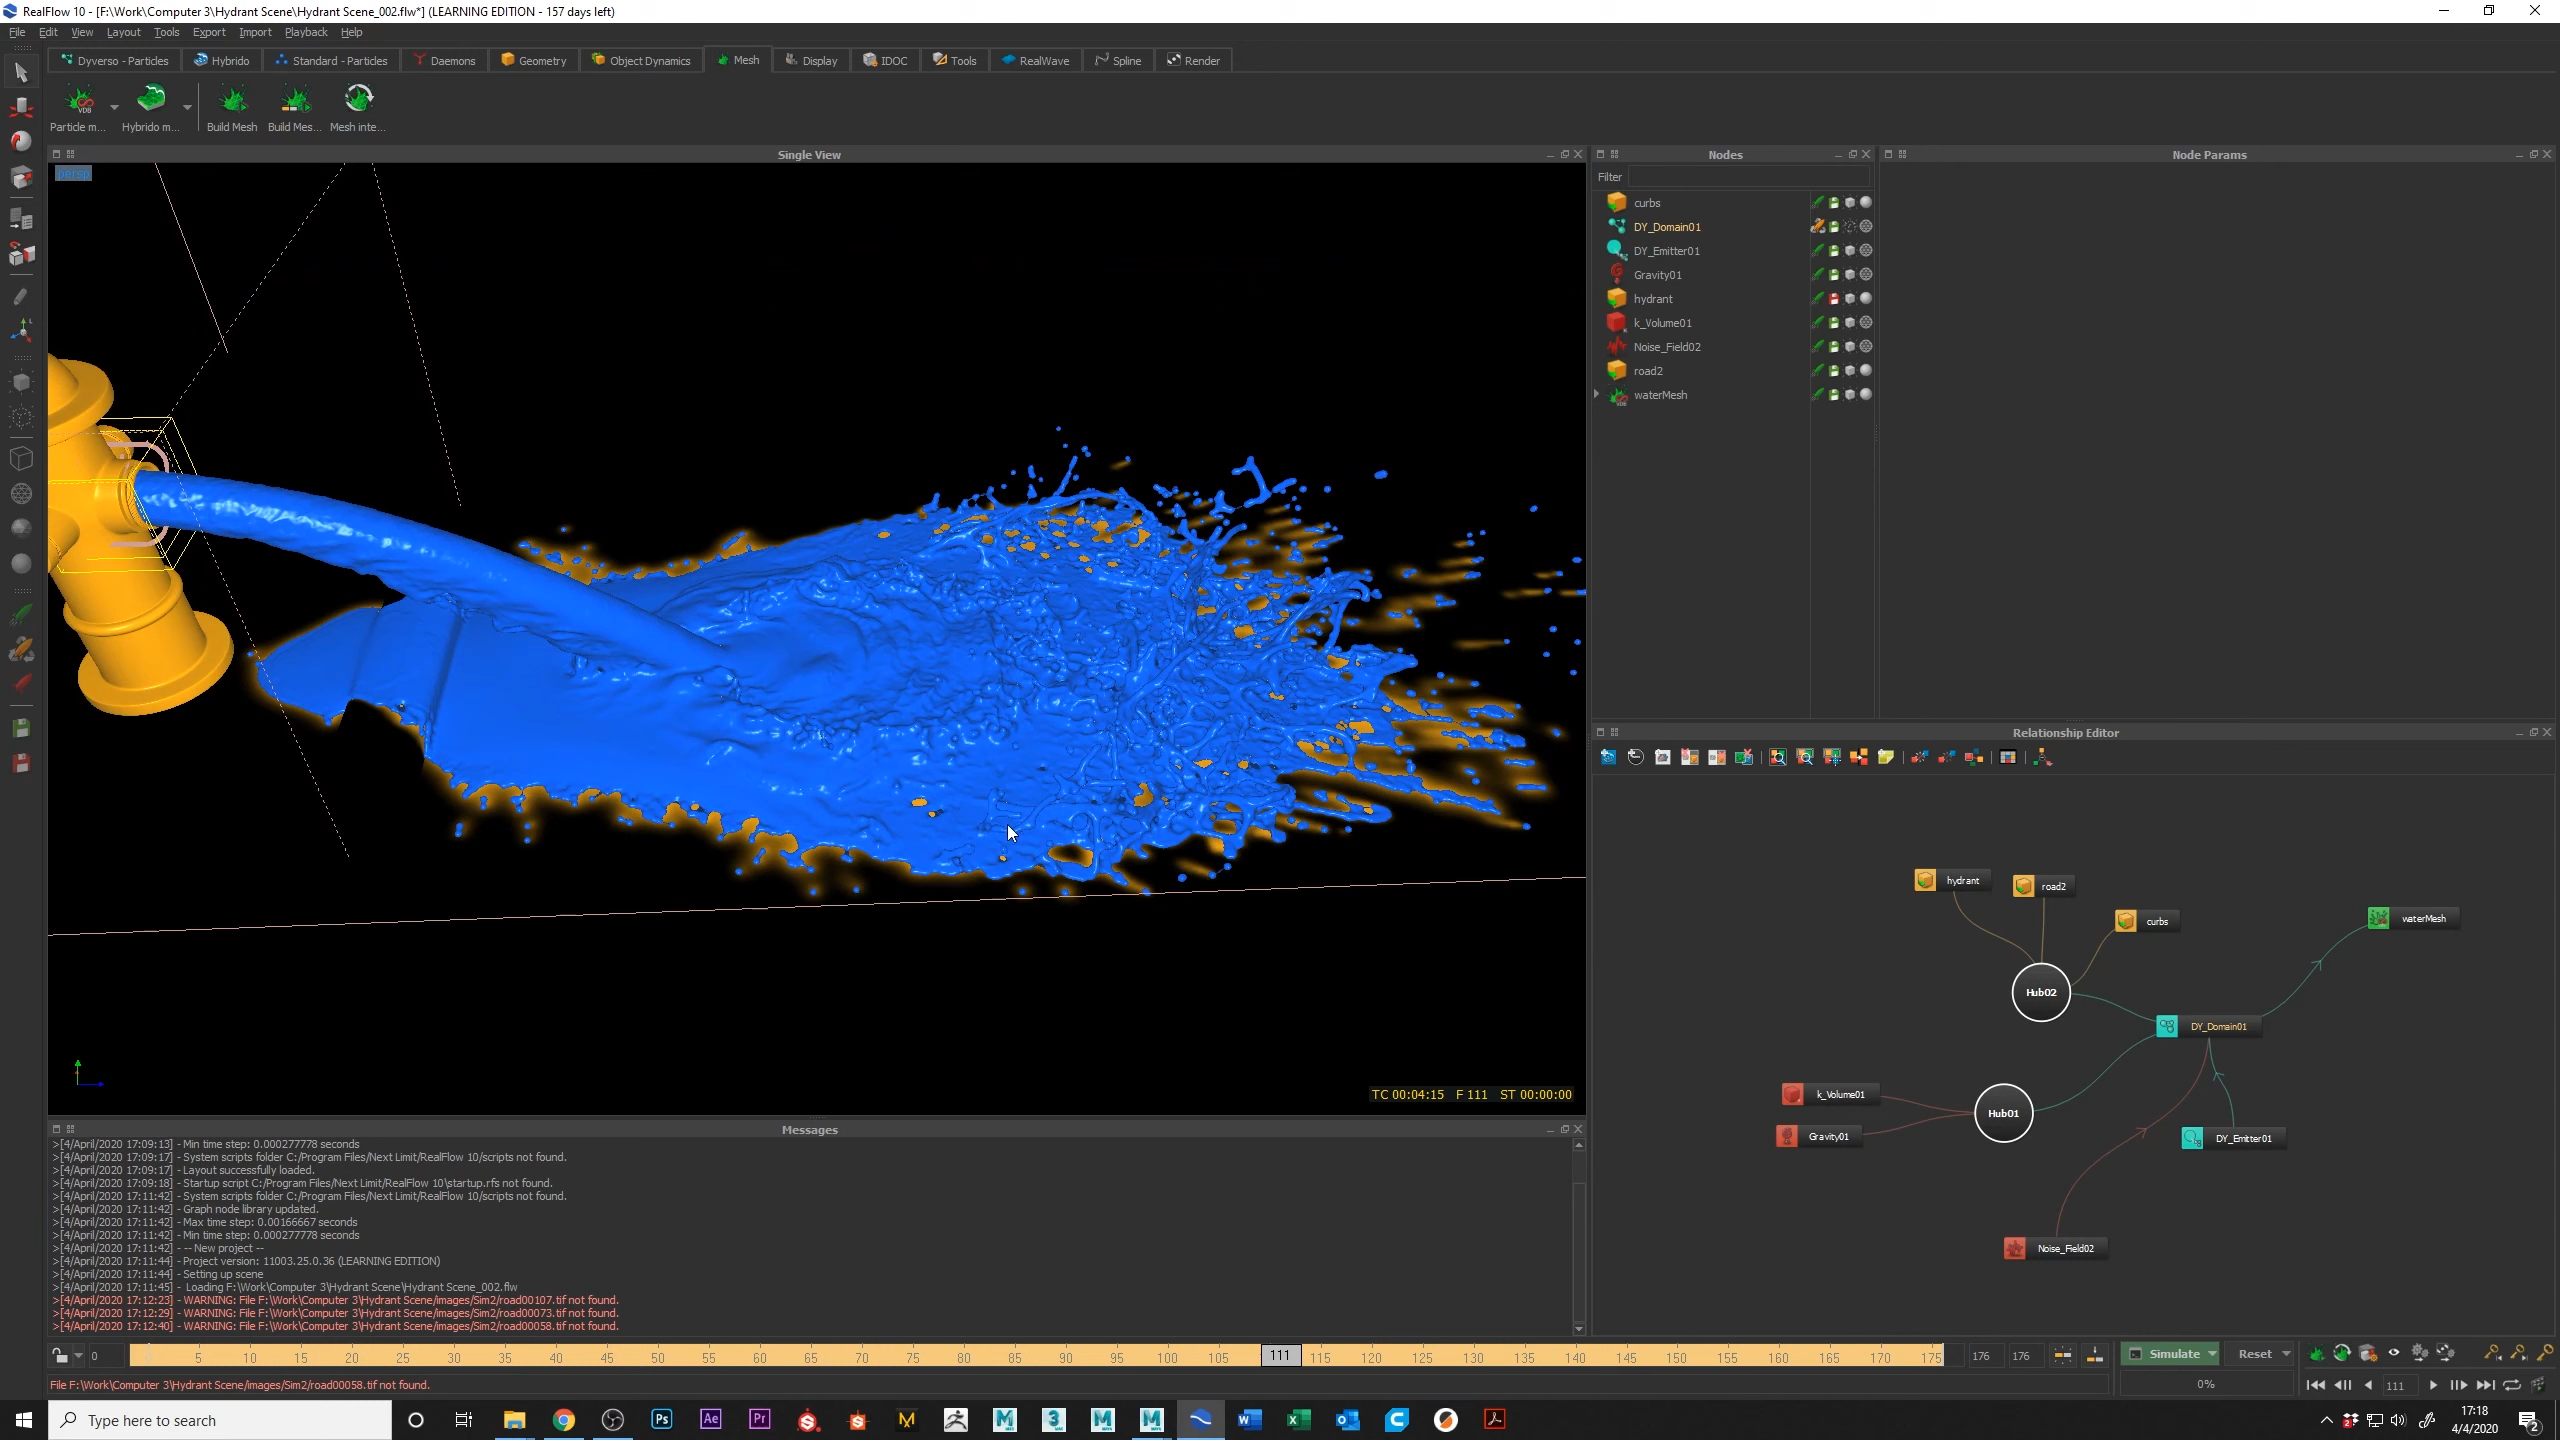 RealFlow 10 - [F:\Work\Computer 3\Hydrant Scene\Hydrant Scene_002.flw*] (LEARNING EDITION - 157 days left)
File Edit View Layout Tools Export Import Playback Help
Dyverso - Particles Hybrido Standard - Particles Daemons Geometry Object Dynamics Mesh Display IDOC Tools RealWave Spline Render
Particle m... Hybrido m... Build Mesh Build Mes... Mesh inte...
Single View
persp
Nodes
Node Params
Filter
curbs
DY_Domain01
DY_Emitter01
Gravity01
hydrant
k_Volume01
Noise_Field02
road2
waterMesh
Relationship Editor
hydrant
road2
curbs
waterMesh
Hub02
DY_Domain01
k_Volume01
Hub01
Gravity01
DY_Emitter01
Noise_Field02
TC 00:04:15 F 111 ST 00:00:00
Messages
>[4/April/2020 17:09:13] - Min time step: 0.000277778 seconds
>[4/April/2020 17:09:17] - System scripts folder C:/Program Files/Next Limit/RealFlow 10/scripts not found.
>[4/April/2020 17:09:17] - Layout successfully loaded.
>[4/April/2020 17:09:18] - Startup script C:/Program Files/Next Limit/RealFlow 10\startup.rfs not found.
>[4/April/2020 17:11:42] - System scripts folder C:/Program Files/Next Limit/RealFlow 10/scripts not found.
>[4/April/2020 17:11:42] - Graph node library updated.
>[4/April/2020 17:11:42] - Max time step: 0.00166667 seconds
>[4/April/2020 17:11:42] - Min time step: 0.000277778 seconds
>[4/April/2020 17:11:42] - -- New project --
>[4/April/2020 17:11:44] - Project version: 11003.25.0.36 (LEARNING EDITION)
>[4/April/2020 17:11:44] - Setting up scene
>[4/April/2020 17:11:45] - Loading F:\Work\Computer 3\Hydrant Scene\Hydrant Scene_002.flw
>[4/April/2020 17:12:23] - WARNING: File F:\Work\Computer 3\Hydrant Scene/images/Sim2/road00107.tif not found.
>[4/April/2020 17:12:29] - WARNING: File F:\Work\Computer 3\Hydrant Scene/images/Sim2/road00073.tif not found.
>[4/April/2020 17:12:40] - WARNING: File F:\Work\Computer 3\Hydrant Scene/images/Sim2/road00058.tif not found.
0 5 10 15 20 25 30 35 40 45 50 55 60 65 70 75 80 85 90 95 100 105 111 115 120 125 130 135 140 145 150 155 160 165 170 175 176 176 Simulate Reset
File F:\Work\Computer 3\Hydrant Scene/images/Sim2/road00058.tif not found.
0% 111
Type here to search
17:18
4/4/2020
2